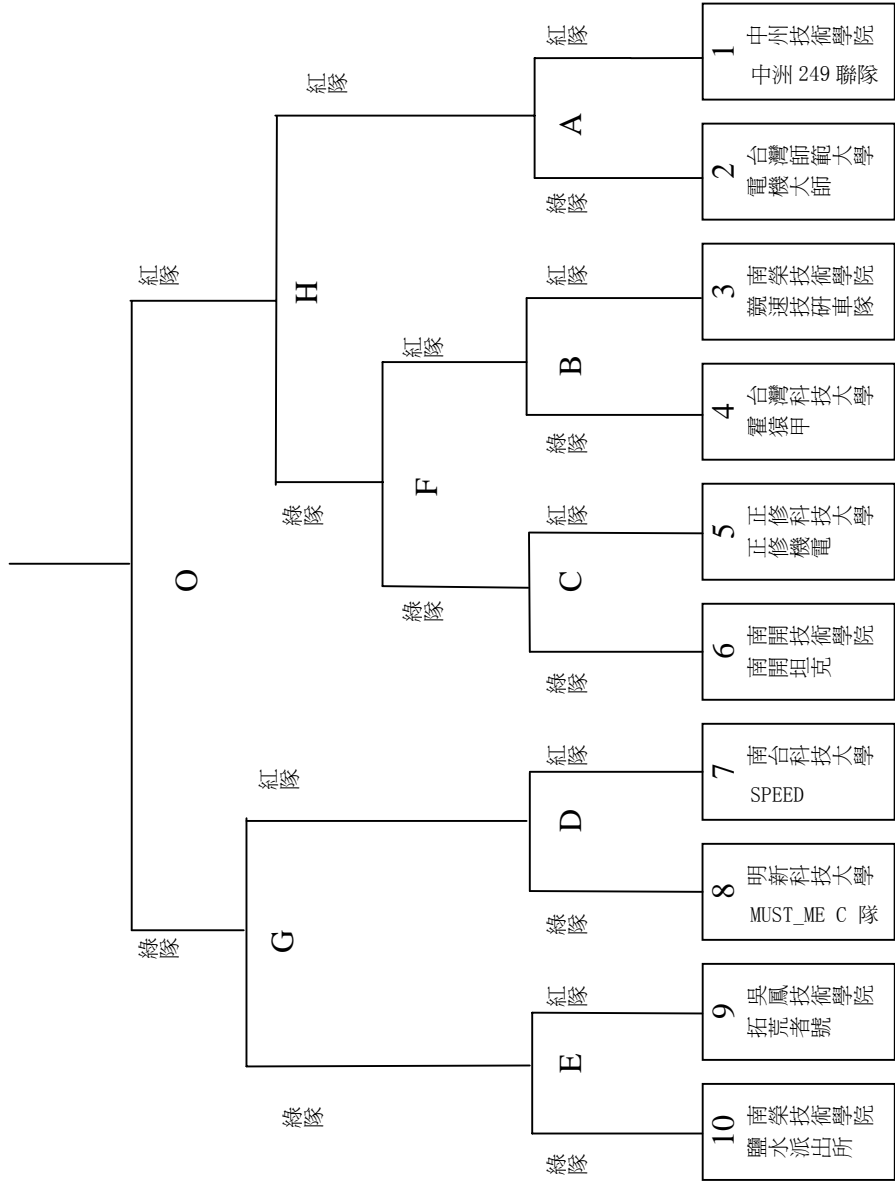 綠隊
紅隊
O
綠隊
紅隊
綠隊
紅隊
G
H
綠隊
紅隊
F
綠隊
紅隊
綠隊
紅隊
綠隊
紅隊
綠隊
紅隊
綠隊
紅隊
E
D
C
B
A
10
南榮技術學院
鹽水派出所
9
吳鳳技術學院
拓荒者號
8
明新科技大學
MUST_ME C 隊
7
南台科技大學
SPEED
6
南開技術學院
南開坦克
5
正修科技大學
正修機電
4
台灣科技大學
霍猿甲
3
南榮技術學院
競速技研車隊
2
台灣師範大學
電機大師
1
中州技術學院
中洲 249 聯隊